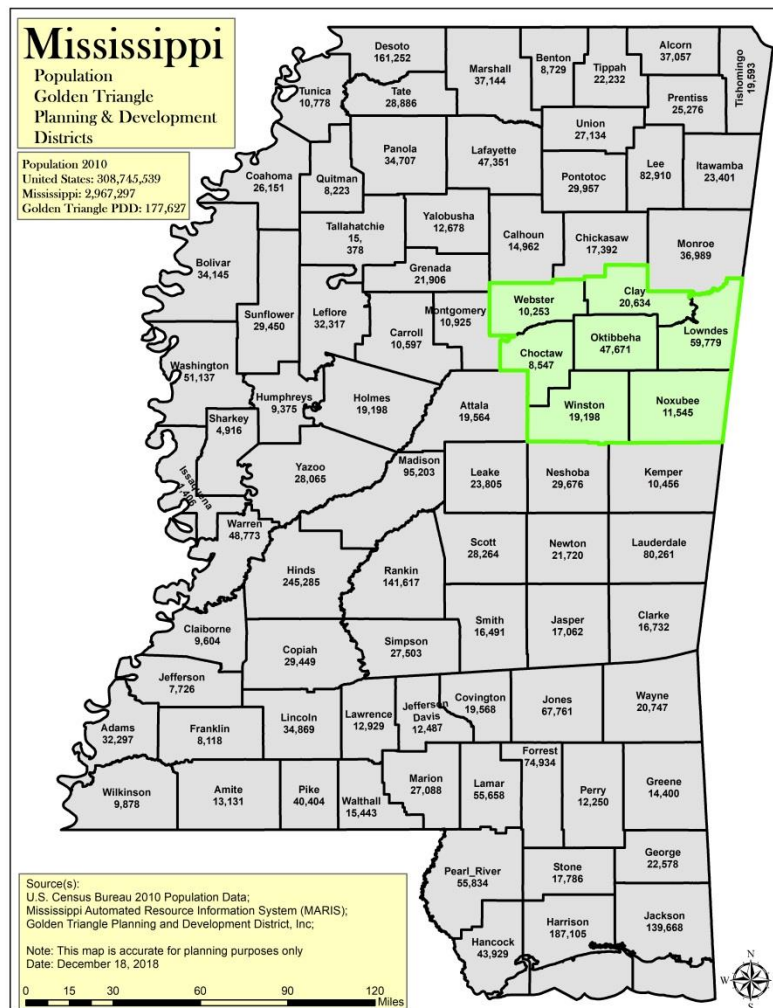 Mississippi
Population
Golden Triangle
Planning & Development
Districts
Population 2010
United States: 308,745,539
Mississippi: 2,967,297
Golden Triangle PDD: 177,627
Desoto
161,252
Marshall
37,144
Benton
8,729
Tippah
22,232
Alcorn
37,057
Tishomingo
19,593
Tunica
10,778
Tate
28,886
Prentiss
25,276
Union
27,134
Panola
34,707
Lafayette
47,351
Coahoma
26,151
Quitman
8,223
Pontotoc
29,957
Lee
82,910
Itawamba
23,401
Tallahatchie
15,
378
Yalobusha
12,678
Calhoun
14,962
Chickasaw
17,392
Monroe
36,989
Bolivar
34,145
Grenada
21,906
Sunflower
29,450
Leflore
32,317
Montgomery
10,925
Webster
10,253
Clay
20,634
Carroll
10,597
Choctaw
8,547
Oktibbeha
47,671
Lowndes
59,779
Washington
51,137
Humphreys
9,375
Holmes
19,198
Attala
19,564
Winston
19,198
Noxubee
11,545
Sharkey
4,916
Issaquena
1,406
Yazoo
28,065
Madison
95,203
Leake
23,805
Neshoba
29,676
Kemper
10,456
Warren
48,773
Hinds
245,285
Rankin
141,617
Scott
28,264
Newton
21,720
Lauderdale
80,261
Claiborne
9,604
Copiah
29,449
Simpson
27,503
Smith
16,491
Jasper
17,062
Clarke
16,732
Jefferson
7,726
Adams
32,297
Franklin
8,118
Lincoln
34,869
Lawrence
12,929
Jefferson
Davis
12,487
Covington
19,568
Jones
67,761
Wayne
20,747
Wilkinson
9,878
Amite
13,131
Pike
40,404
Walthall
15,443
Marion
27,088
Lamar
55,658
Forrest
74,934
Perry
12,250
Greene
14,400
Pearl_River
55,834
Stone
17,786
George
22,578
Hancock
43,929
Harrison
187,105
Jackson
139,668
Source(s):
U.S. Census Bureau 2010 Population Data;
Mississippi Automated Resource Information System (MARIS);
Golden Triangle Planning and Development District, Inc;
Note: This map is accurate for planning purposes only
Date: December 18, 2018
0 15 30 60 90 120
Miles
N
W E
S